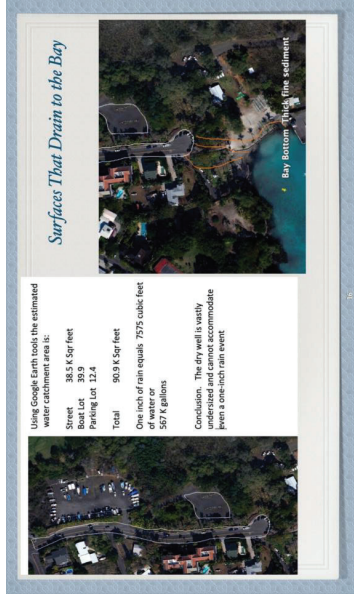 Surfaces That Drain to the Bay
Using Google Earth tools the estimated
water catchment area is:
Street 38.5 K Sqr feet
Boat Lot 39.9
Parking Lot 12.4
Total 90.9 K Sqr feet
One inch of rain equals 7575 cubic feet
of water or
567 K gallons
Conclusion. The dry well is vastly
undersized and cannot accommodate
even a one-inch rain event
Bay Bottom Thick fine sediment